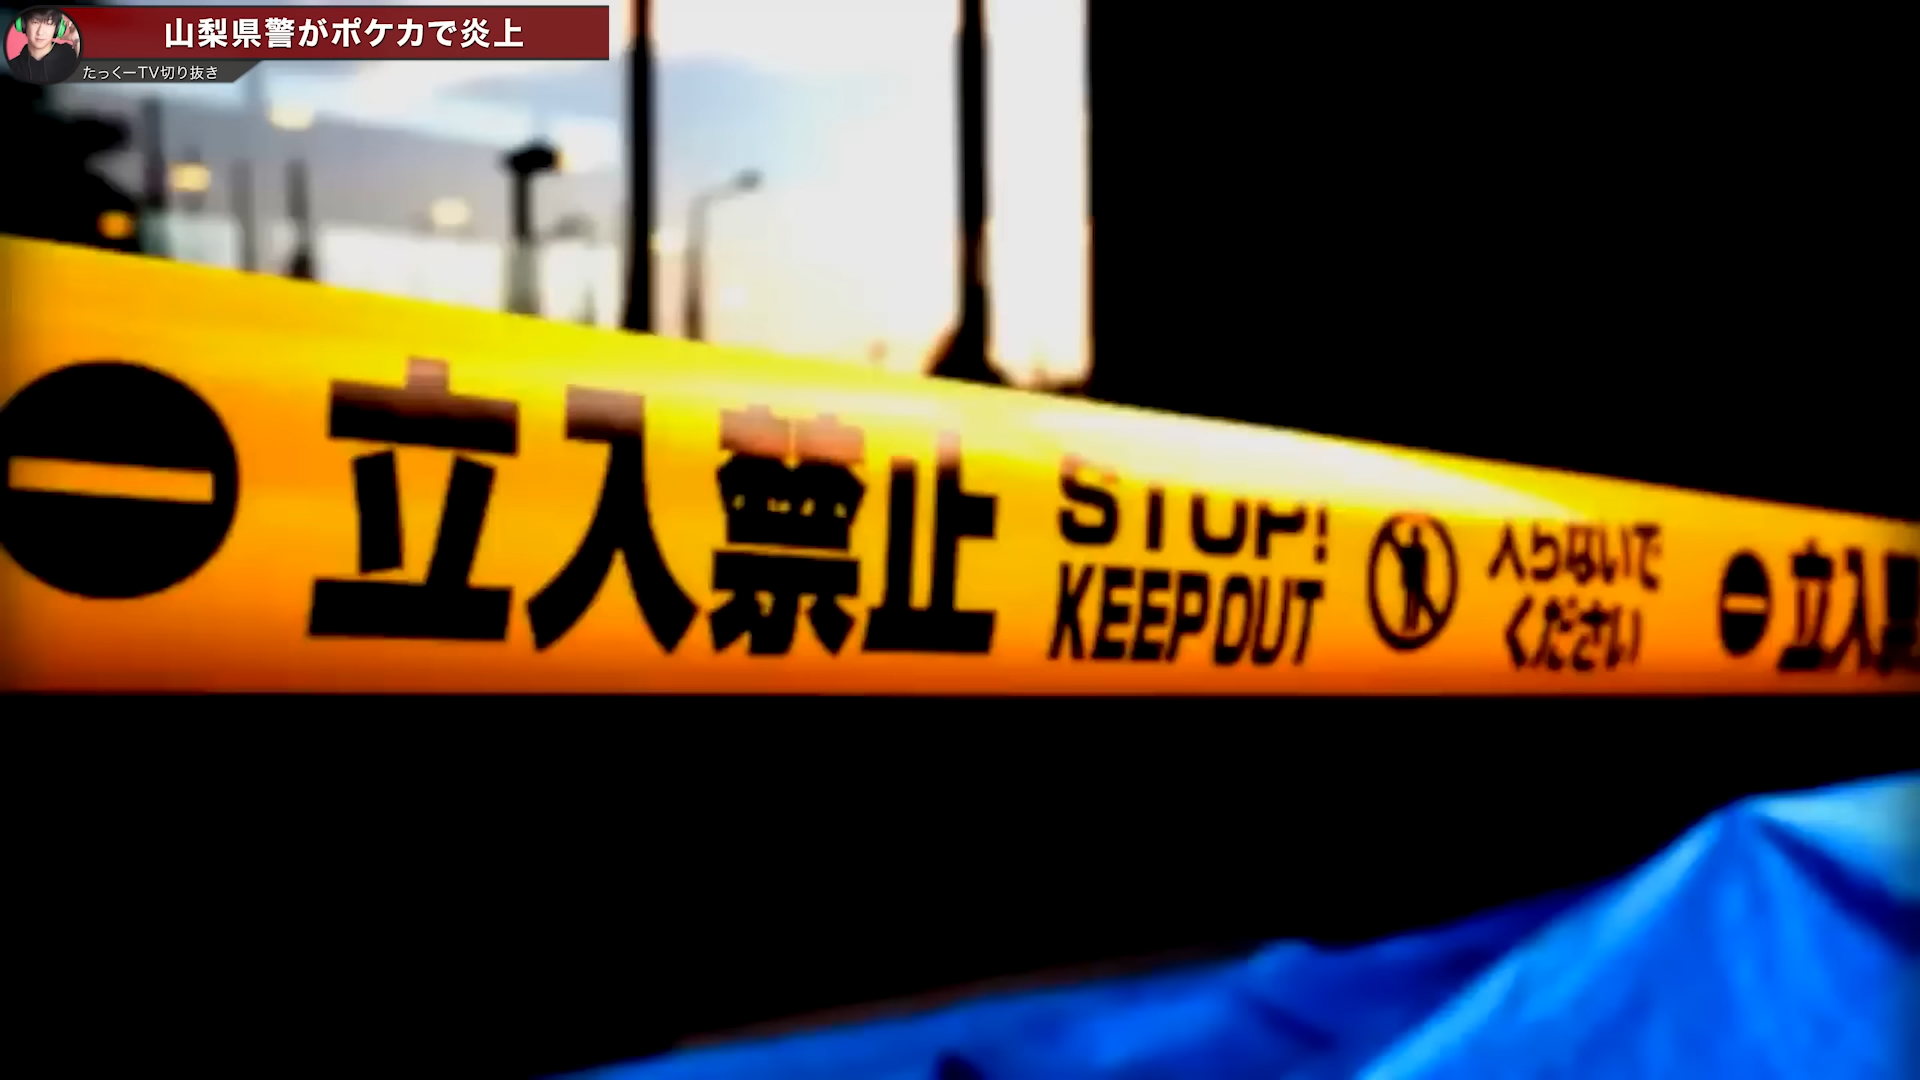 山梨県警がポケカで炎上
たっくーTV切り抜き
立入禁止
STOP!
KEEP OUT
入らないで
ください
立入禁